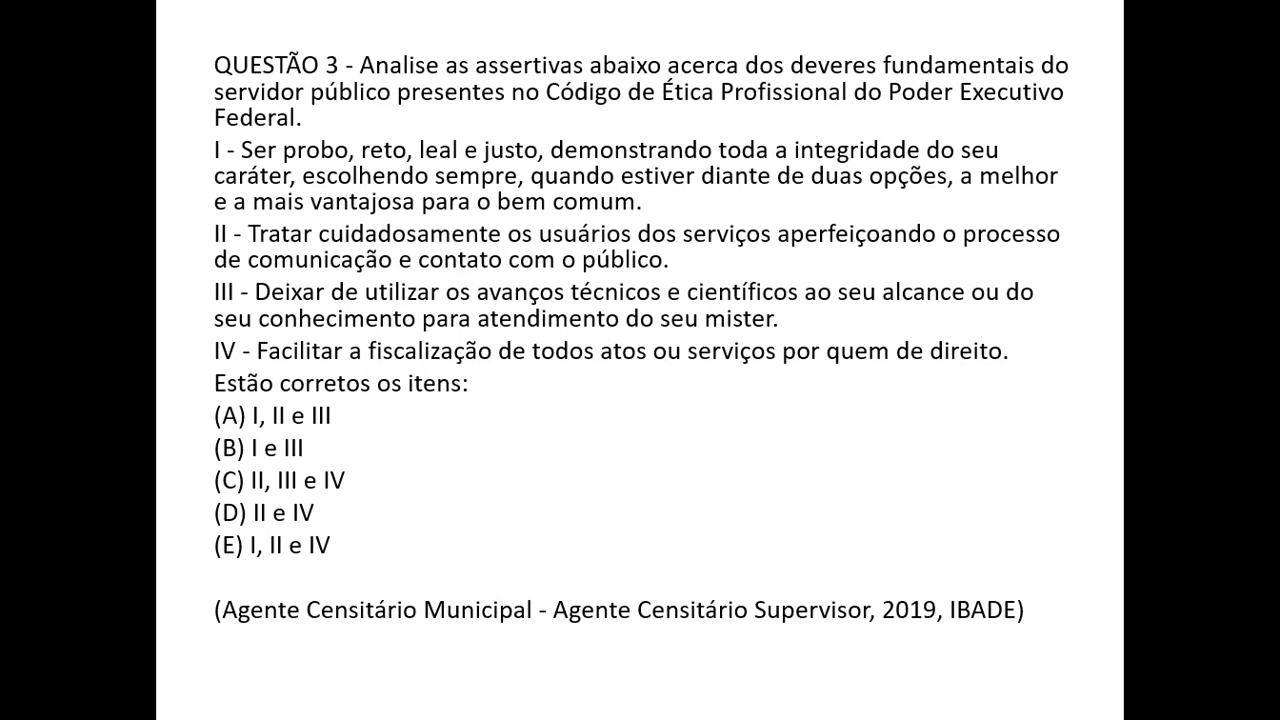 QUESTÃO 3 - Analise as assertivas abaixo acerca dos deveres fundamentais do
servidor público presentes no Código de Ética Profissional do Poder Executivo
Federal.
I - Ser probo, reto, leal e justo, demonstrando toda a integridade do seu
caráter, escolhendo sempre, quando estiver diante de duas opções, a melhor
e a mais vantajosa para o bem comum.
II - Tratar cuidadosamente os usuários dos serviços aperfeiçoando o processo
de comunicação e contato com o público.
III - Deixar de utilizar os avanços técnicos e científicos ao seu alcance ou do
seu conhecimento para atendimento do seu mister.
IV - Facilitar a fiscalização de todos atos ou serviços por quem de direito.
Estão corretos os itens:
(A) I, II e III
(B) I e III
(C) II, III e IV
(D) II e IV
(E) I, II e IV
(Agente Censitário Municipal - Agente Censitário Supervisor, 2019, IBADE)